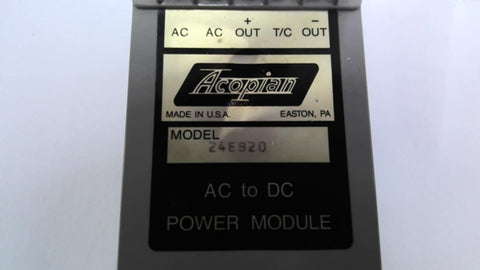 + −
AC AC OUT T/C OUT
Acopian
MADE IN U.S.A. EASTON, PA
MODEL
24EB20
AC to DC
POWER MODULE